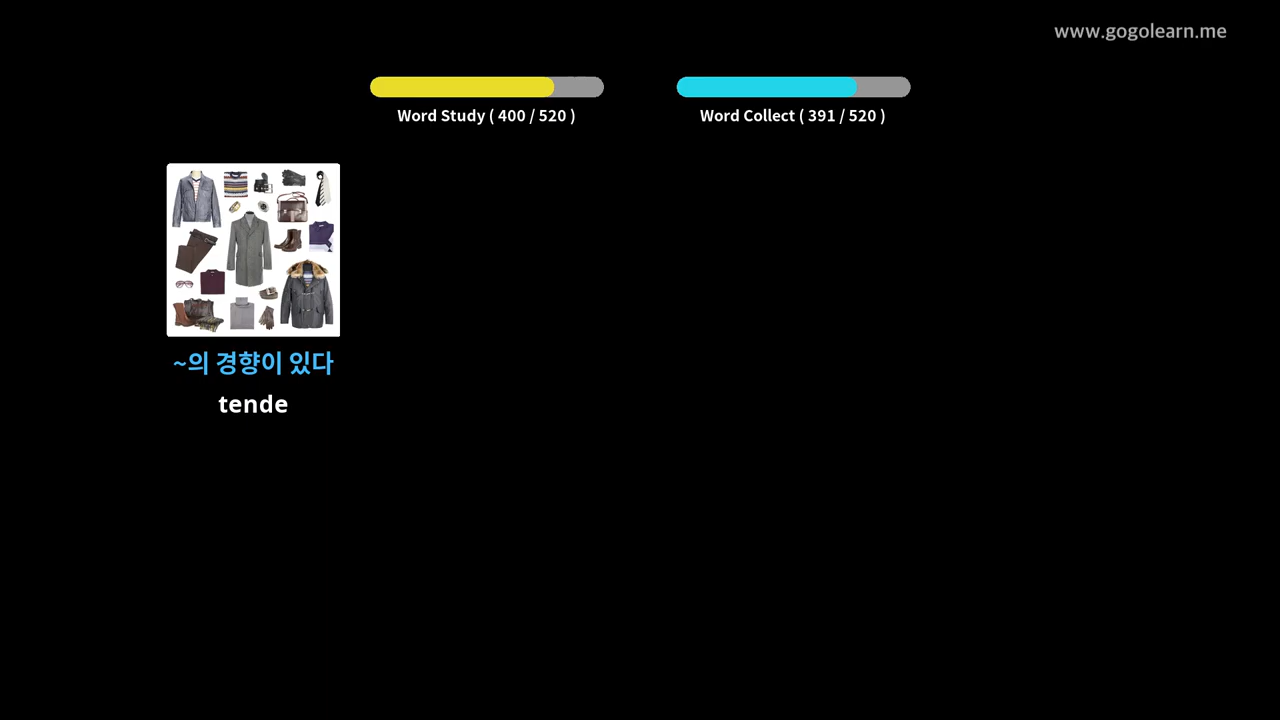 www.gogolearn.me
Word Study ( 400 / 520 )
Word Collect ( 391 / 520 )
~의 경향이 있다
tende